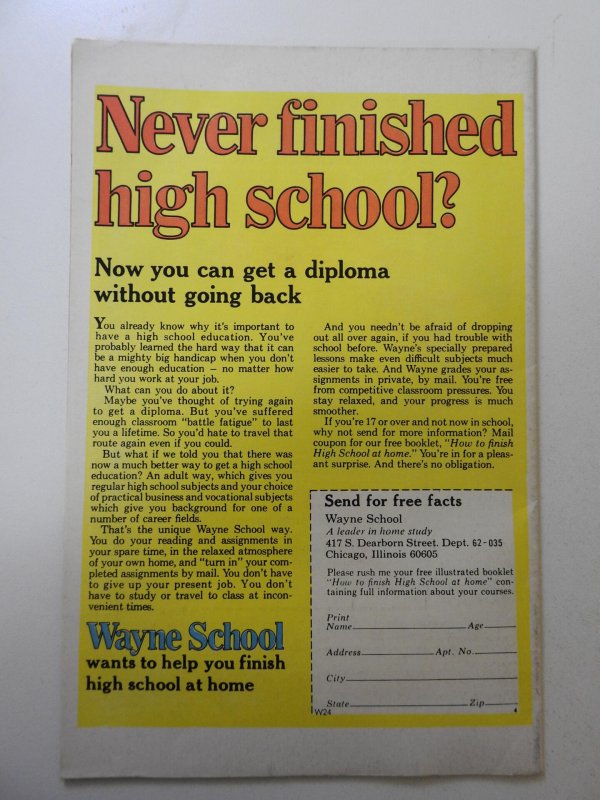 Never finished
high school?
Now you can get a diploma
without going back
You already know why it's important to
have a high school education. You've
probably learned the hard way that it can
be a mighty big handicap when you don't
have enough education – no matter how
hard you work at your job.
What can you do about it?
Maybe you've thought of trying again
to get a diploma. But you've suffered
enough classroom "battle fatigue" to last
you a lifetime. So you'd hate to travel that
route again even if you could.
But what if we told you that there was
now a much better way to get a high school
education? An adult way, which gives you
regular high school subjects and your choice
of practical business and vocational subjects
which give you background for one of a
number of career fields.
That's the unique Wayne School way.
You do your reading and assignments in
your spare time, in the relaxed atmosphere
of your own home, and "turn in" your com-
pleted assignments by mail. You don't have
to give up your present job. You don't
have to study or travel to class at incon-
venient times.
Wayne School
wants to help you finish
high school at home
And you needn't be afraid of dropping
out all over again, if you had trouble with
school before. Wayne's specially prepared
lessons make even difficult subjects much
easier to take. And Wayne grades your as-
signments in private, by mail. You're free
from competitive classroom pressures. You
stay relaxed, and your progress is much
smoother.
If you're 17 or over and not now in school,
why not send for more information? Mail
coupon for our free booklet, "How to finish
High School at home." You're in for a pleas-
ant surprise. And there's no obligation.
Send for free facts
Wayne School
A leader in home study
417 S. Dearborn Street. Dept. 62-035
Chicago, Illinois 60605
Please rush me your free illustrated booklet
"How to finish High School at home" con-
taining full information about your courses.
Print
Name Age
Address Apt. No.
City
State Zip
W24 4